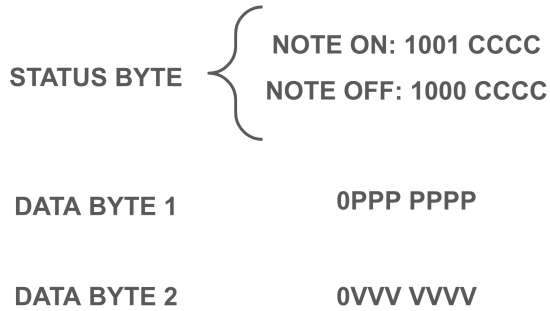 NOTE ON: 1001 CCCC
STATUS BYTE
NOTE OFF: 1000 CCCC
DATA BYTE 1 0PPP PPPP
DATA BYTE 2 0VVV VVVV